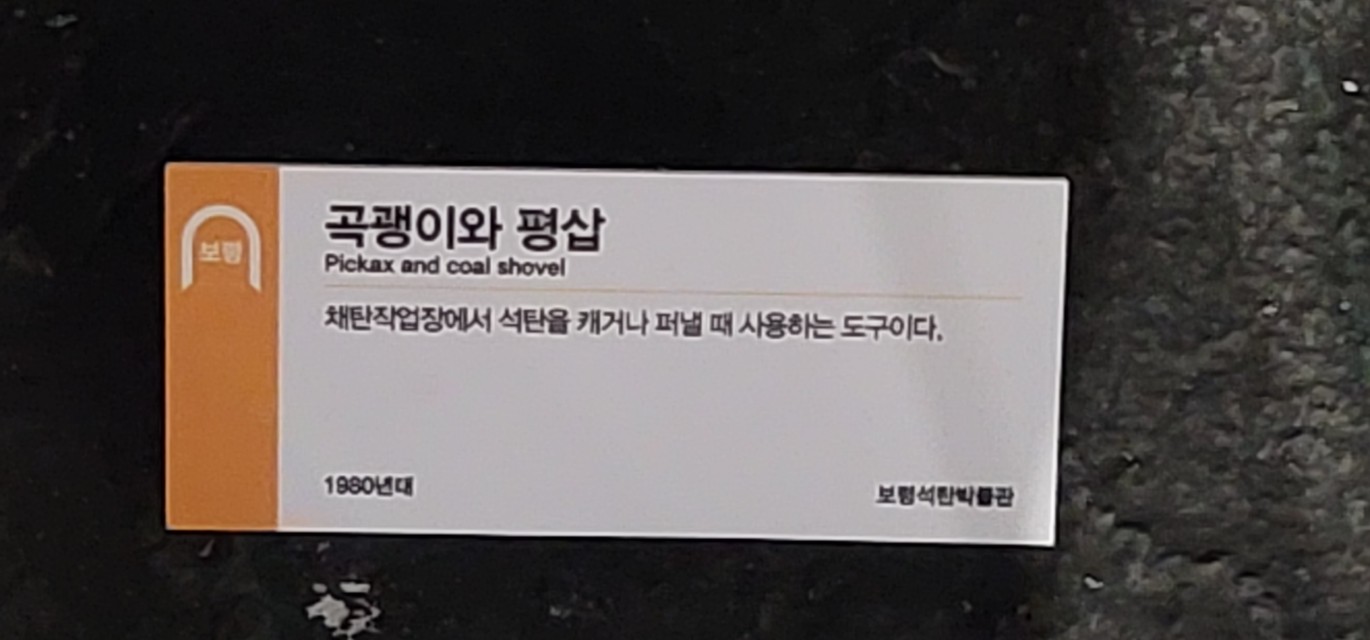 보령
곡괭이와 평삽
Pickax and coal shovel
채탄작업장에서 석탄을 캐거나 퍼낼 때 사용하는 도구이다.
1980년대
보령석탄박물관